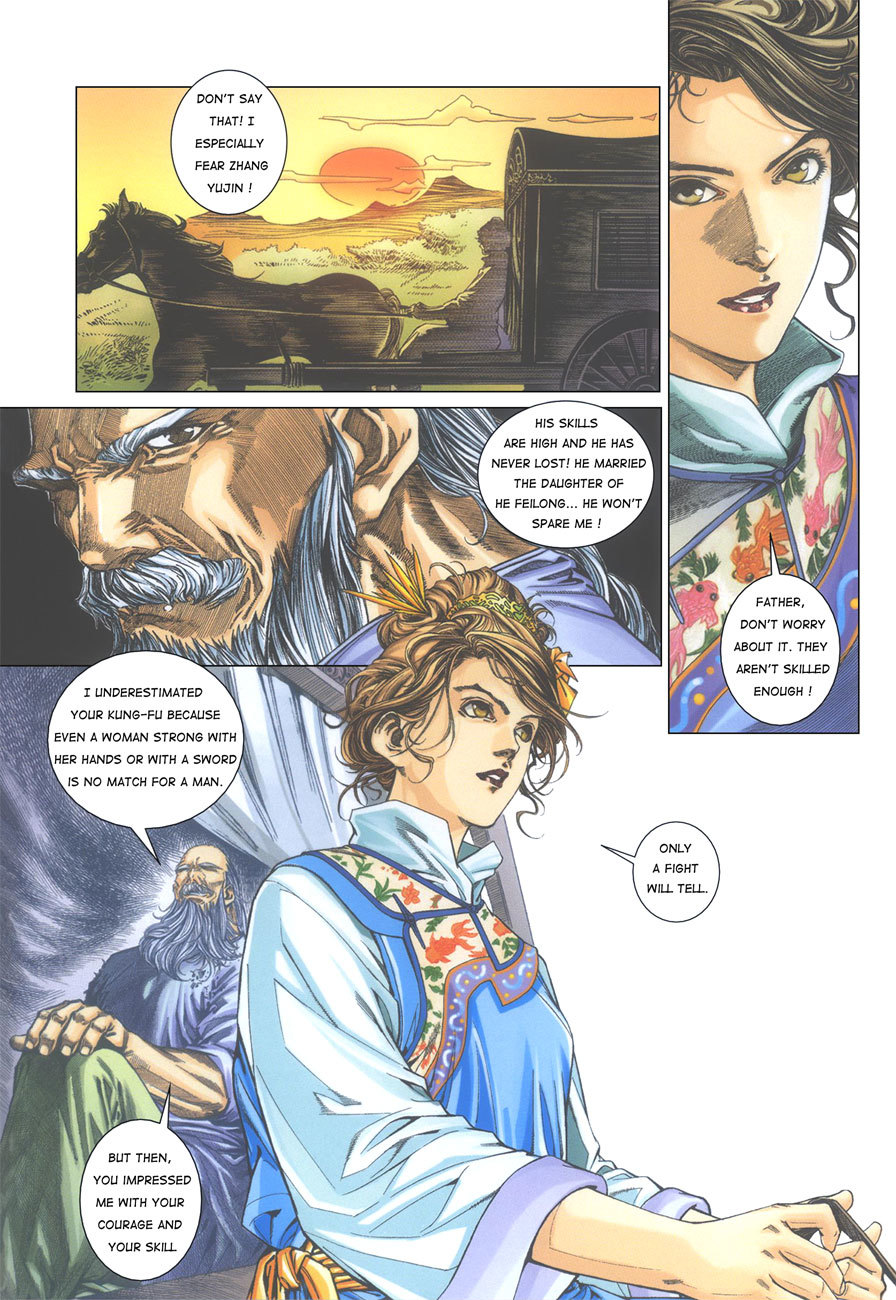 FATHER,
DON'T WORRY
ABOUT IT. THEY
AREN'T SKILLED
ENOUGH !
DON'T SAY
THAT! I
ESPECIALLY
FEAR ZHANG
YUJIN !
HIS SKILLS
ARE HIGH AND HE HAS
NEVER LOST! HE MARRIED
THE DAUGHTER OF
HE FEILONG... HE WON'T
SPARE ME !
ONLY
A FIGHT
WILL TELL.
I UNDERESTIMATED
YOUR KUNG-FU BECAUSE
EVEN A WOMAN STRONG WITH
HER HANDS OR WITH A SWORD
IS NO MATCH FOR A MAN.
BUT THEN,
YOU IMPRESSED
ME WITH YOUR
COURAGE AND
YOUR SKILL